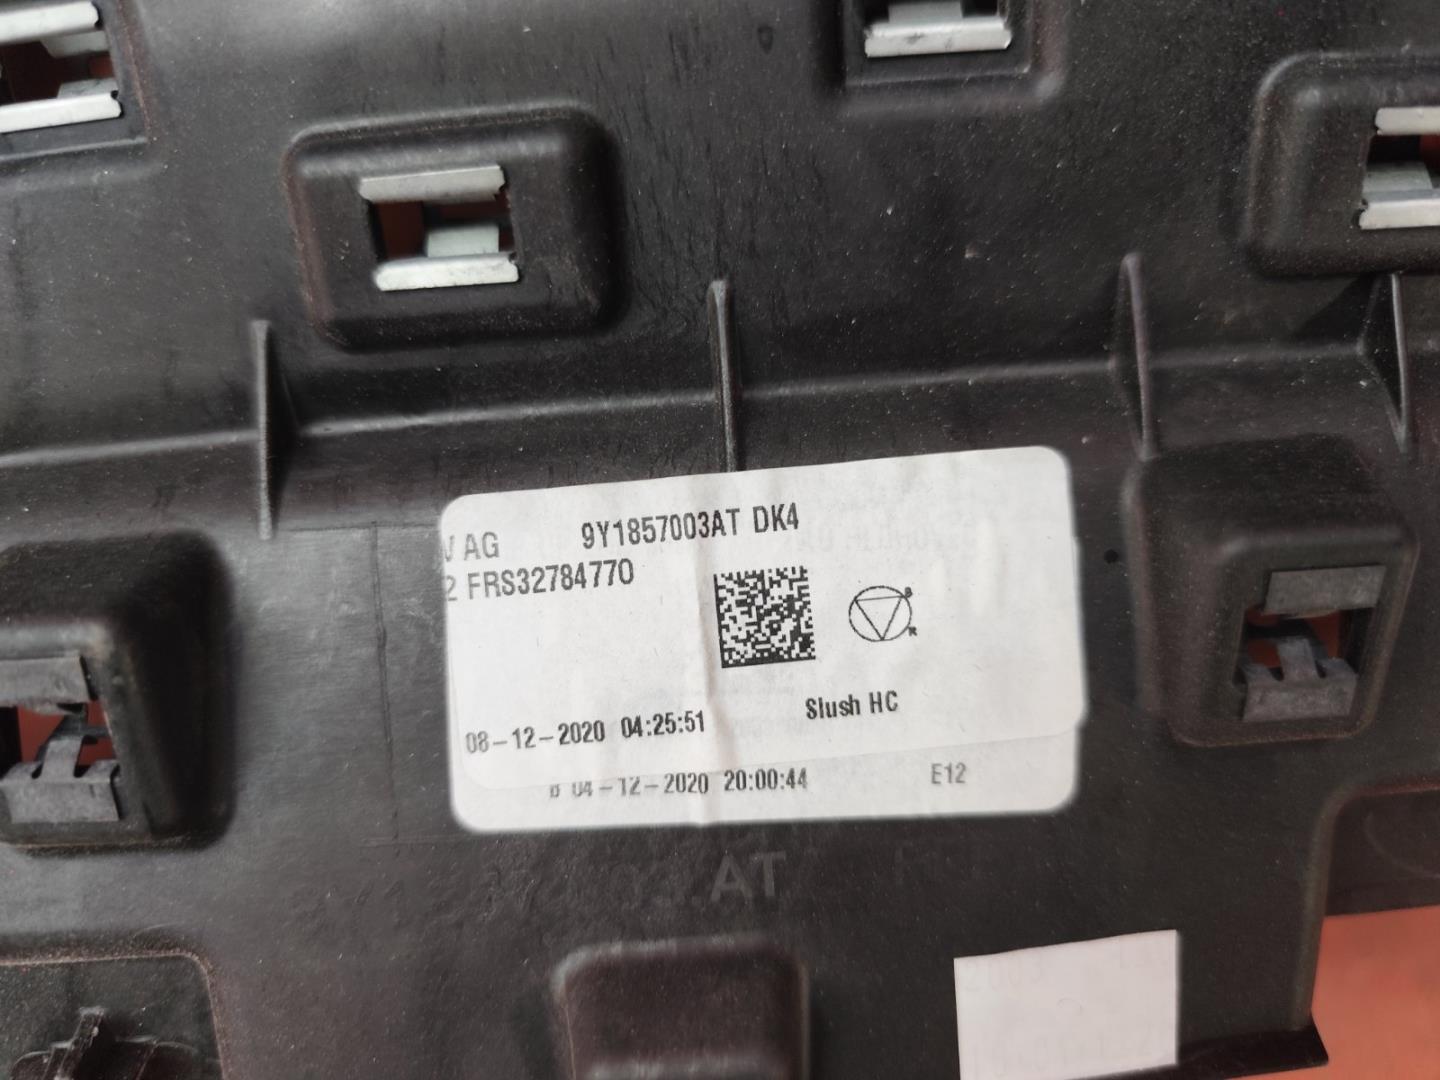 AG 9Y1857003AT DK4
FRS32784770
B
R
Slush HC
08-12-2020 04:25:51
04-12-2020 20:00:44 E12
AT